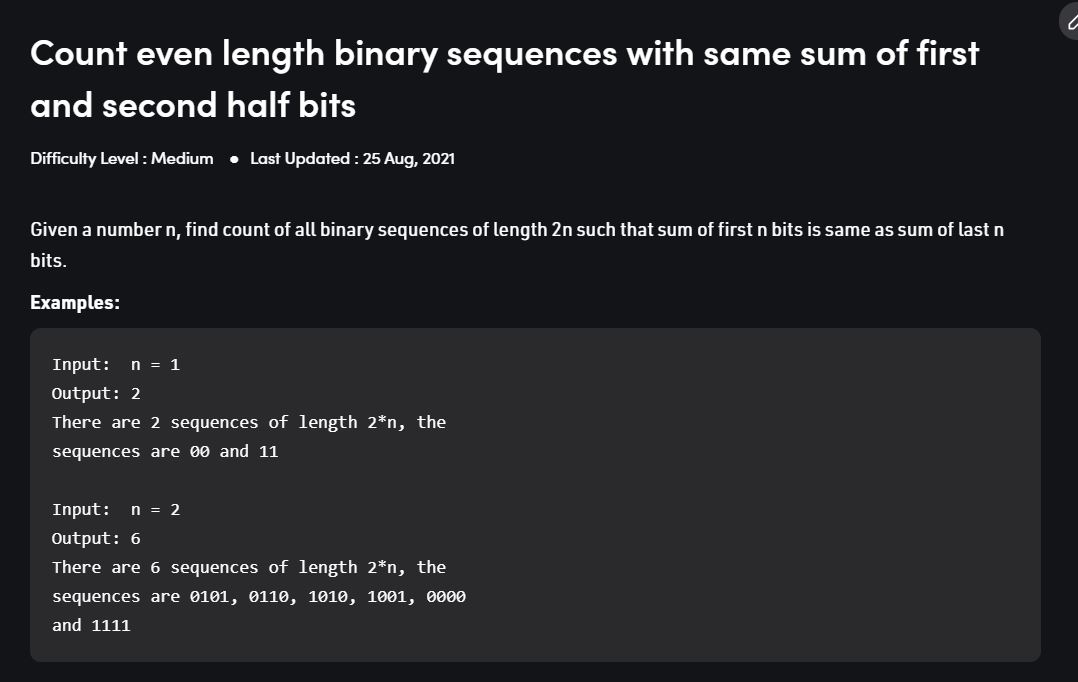 Count even length binary sequences with same sum of first
and second half bits
Difficulty Level : Medium ● Last Updated : 25 Aug, 2021
Given a number n, find count of all binary sequences of length 2n such that sum of first n bits is same as sum of last n
bits.
Examples:
Input:  n = 1
Output: 2
There are 2 sequences of length 2*n, the
sequences are 00 and 11
Input:  n = 2
Output: 6
There are 6 sequences of length 2*n, the
sequences are 0101, 0110, 1010, 1001, 0000
and 1111